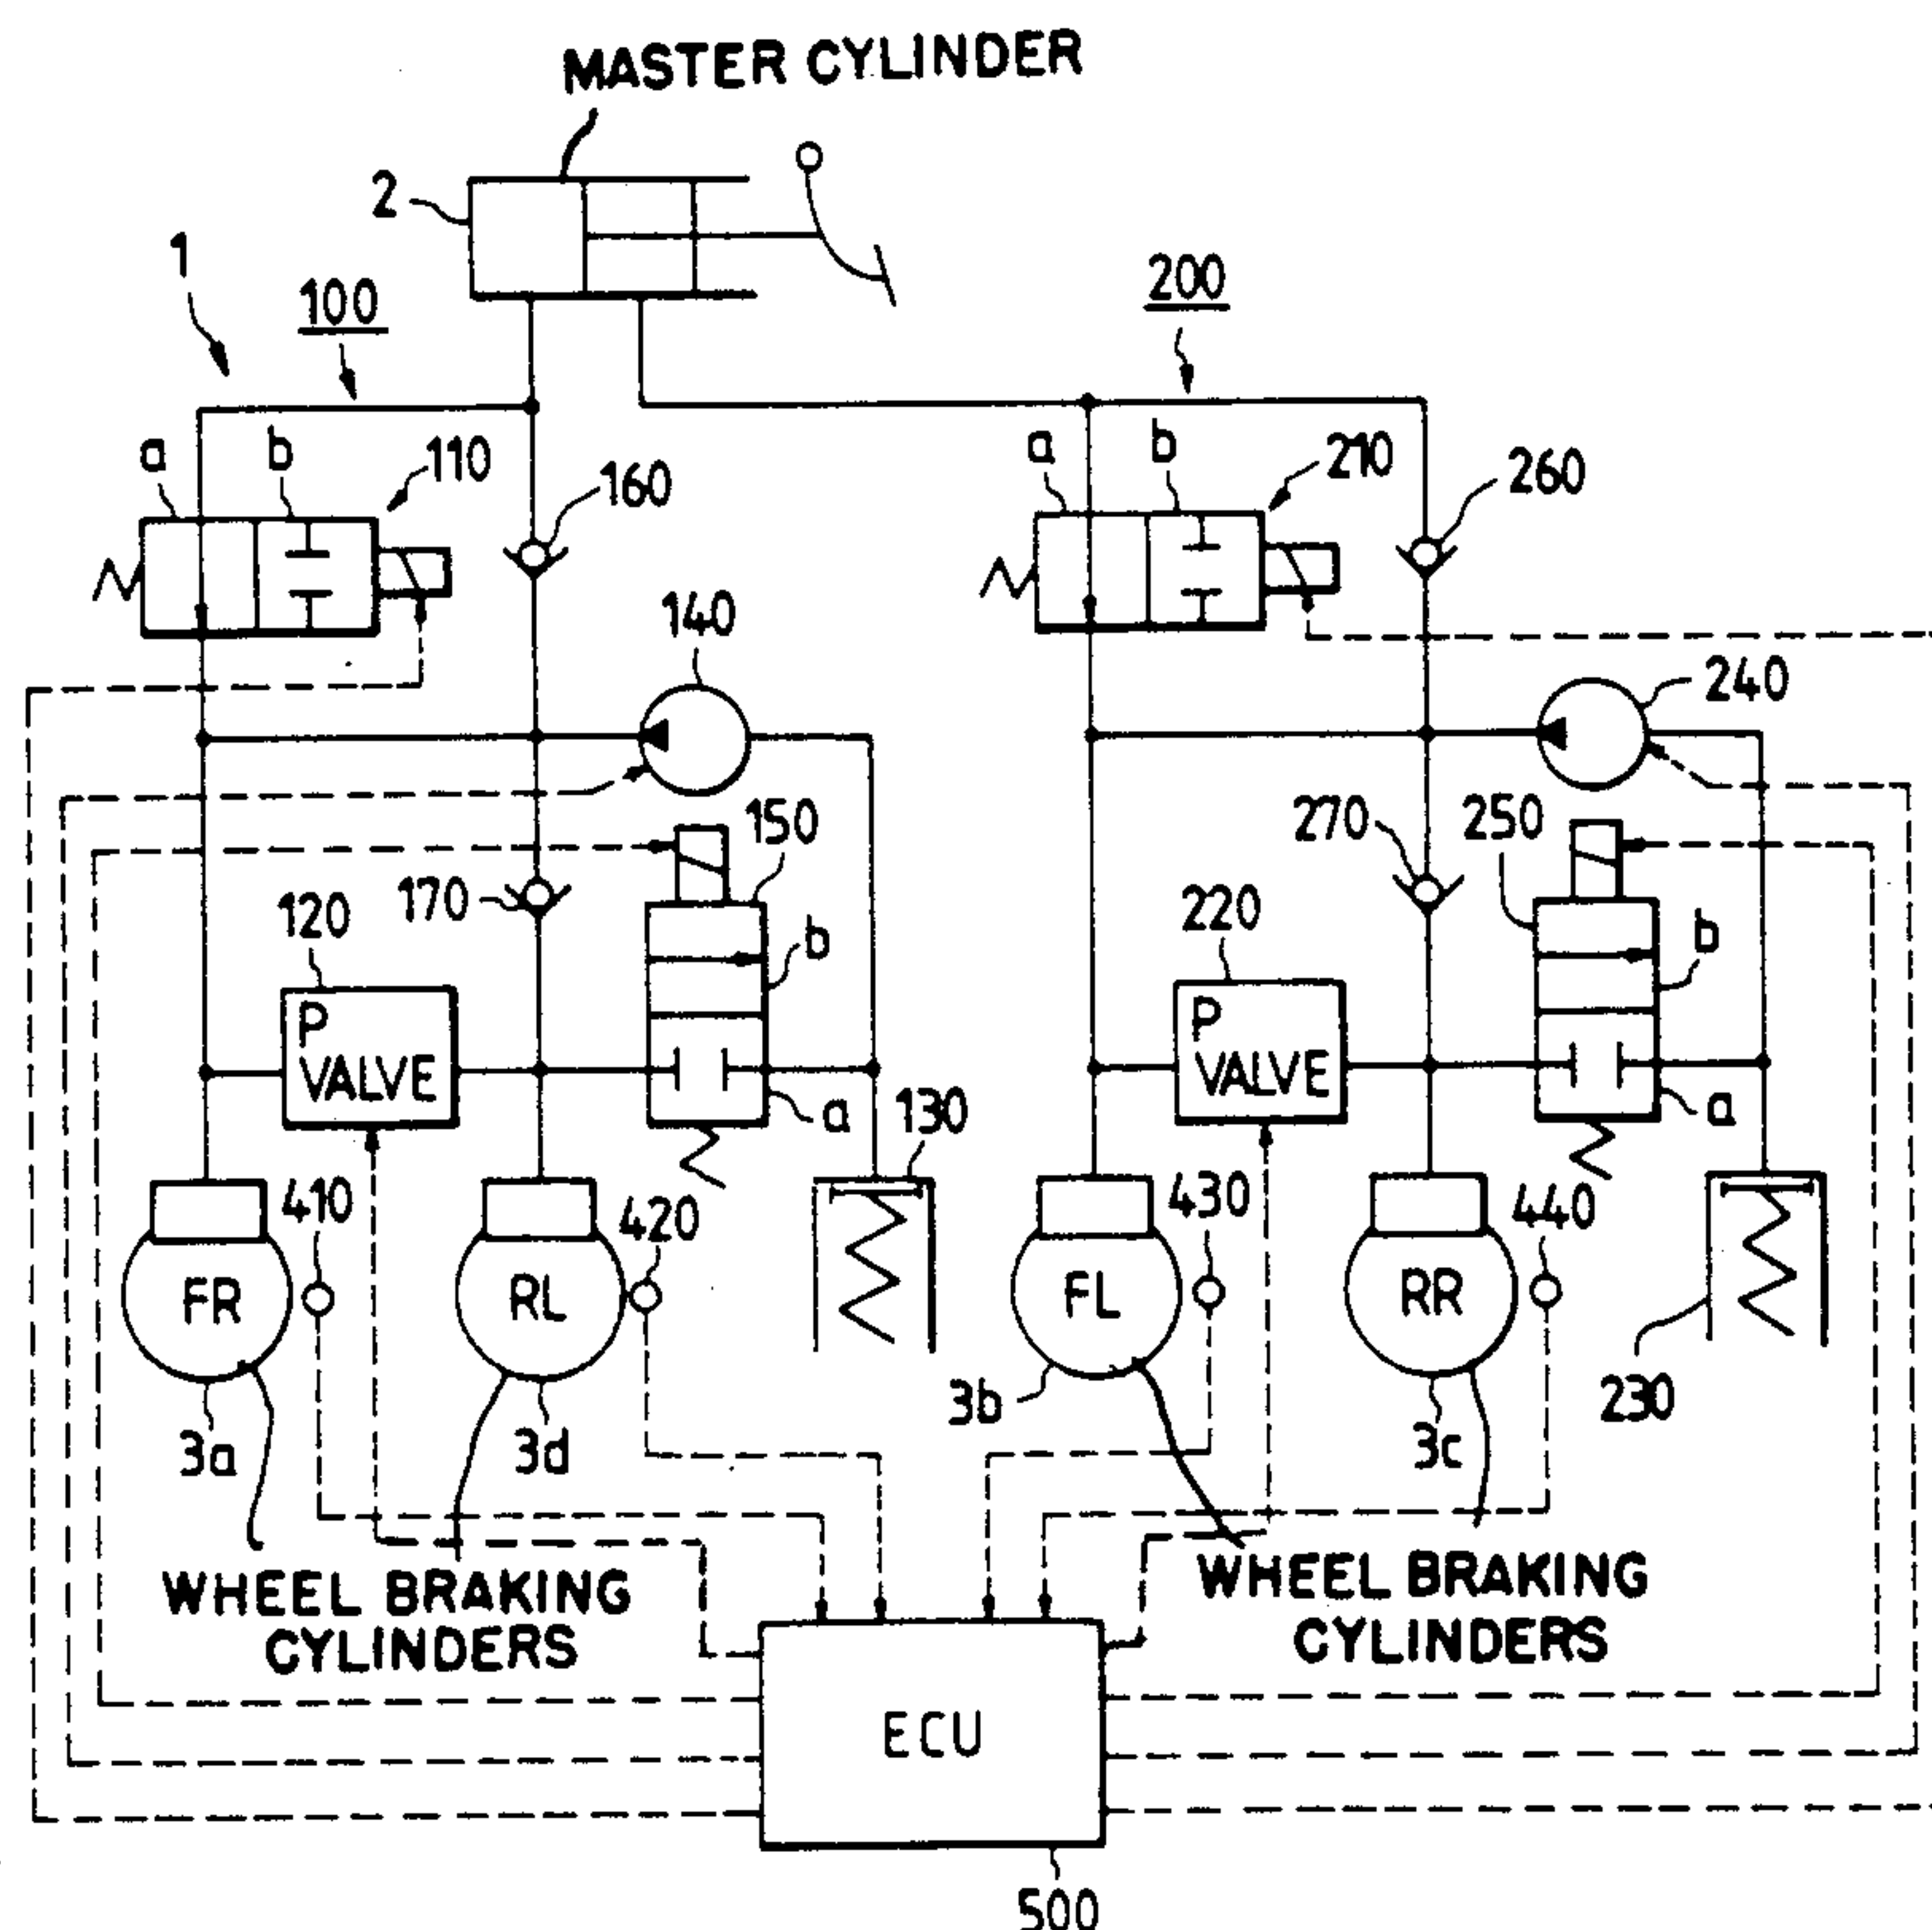 MASTER CYLINDER
2
1
100
200
a
b
110
160
a
b
210
260
140
240
150
170
120
b
270
250
220
b
P
VALVE
P
VALVE
a
130
a
410
420
430
440
FR
RL
FL
RR
3a
3d
3b
3c
230
WHEEL BRAKING
CYLINDERS
WHEEL BRAKING
CYLINDERS
ECU
500